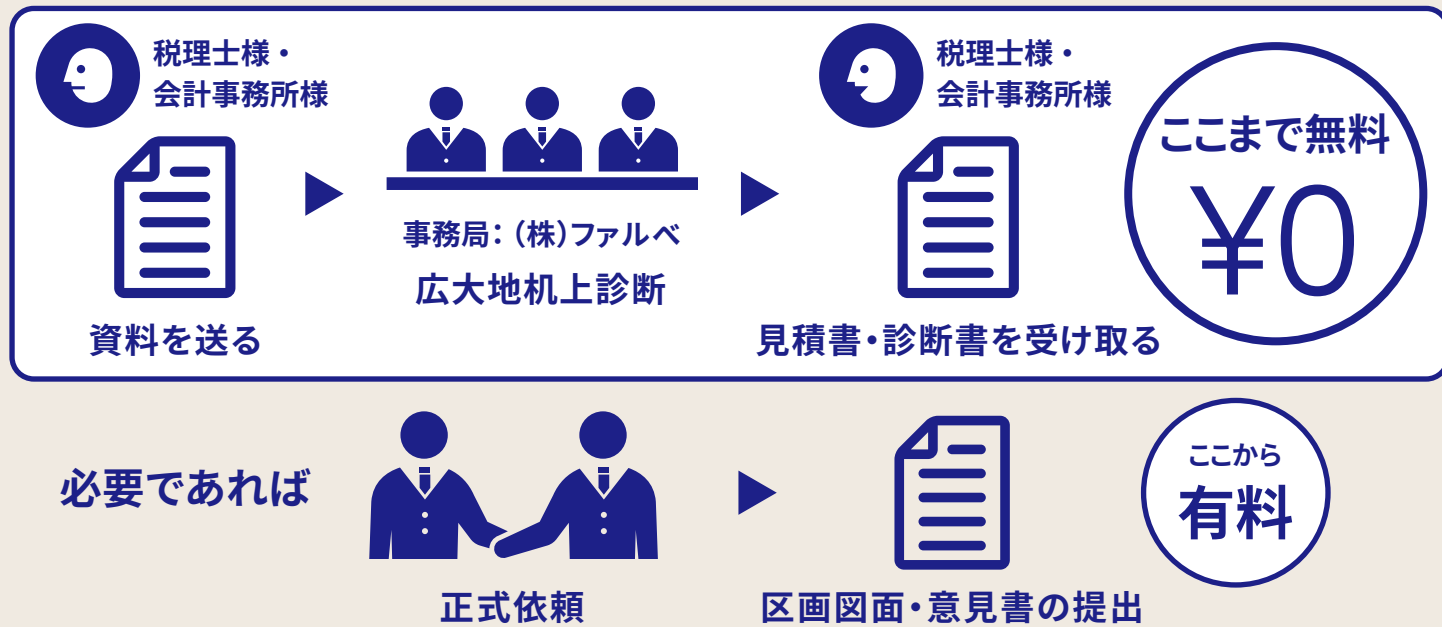 税理士様・
会計事務所様
資料を送る
事務局：（株）ファルベ
広大地机上診断
税理士様・
会計事務所様
見積書・診断書を受け取る
ここまで無料
¥0
必要であれば
正式依頼
区画図面・意見書の提出
ここから
有料